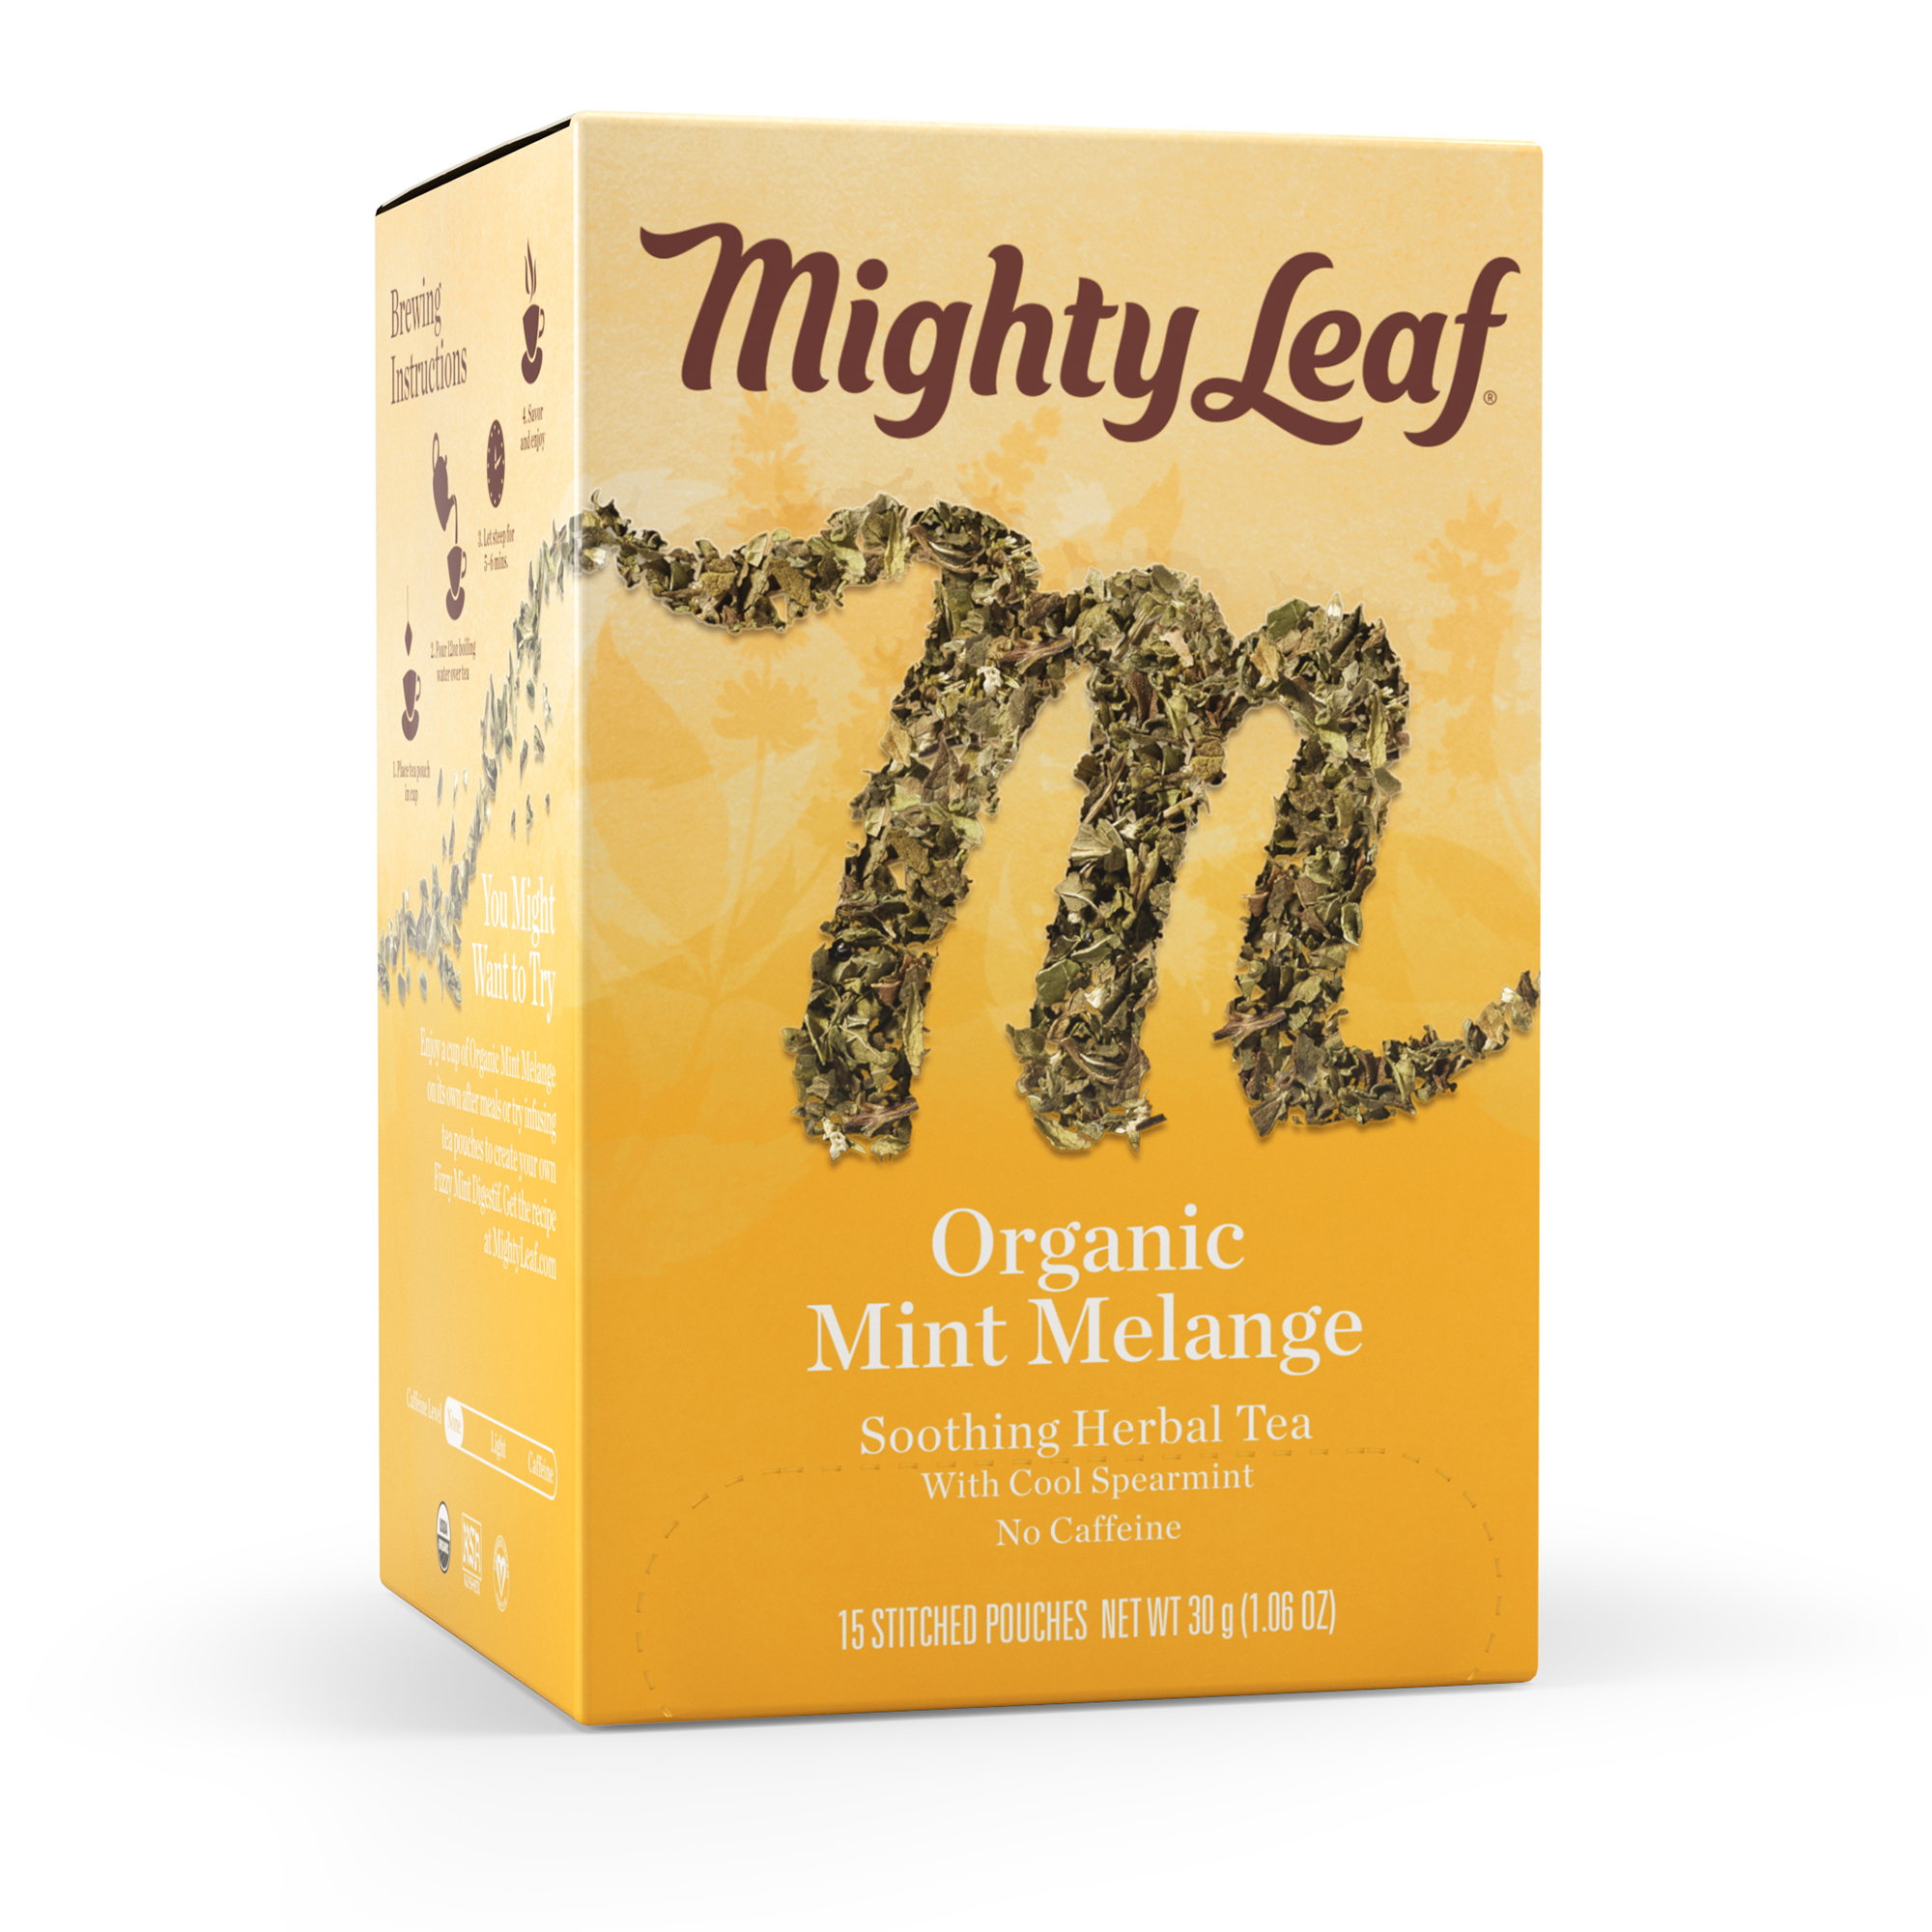 Mighty Leaf®
Organic
Mint Melange
Soothing Herbal Tea
With Cool Spearmint
No Caffeine
15 STITCHED POUCHES NET WT 30 g (1.06 OZ)
Brewing
Instructions
4. Savor
and enjoy
3. Let steep for
5-6 mins.
2. Pour 12oz boiling
water over tea
1. Place tea pouch
in cup
You Might
Want to Try
Enjoy a cup of Organic Mint Melange
on its own after meals or try infusing
tea pouches to create your own
Fizzy Mint Digestif. Get the recipe
at MightyLeaf.com
Caffeine Level
None
Light
Caffeine
USDA
ORGANIC
KSA
KOSHER